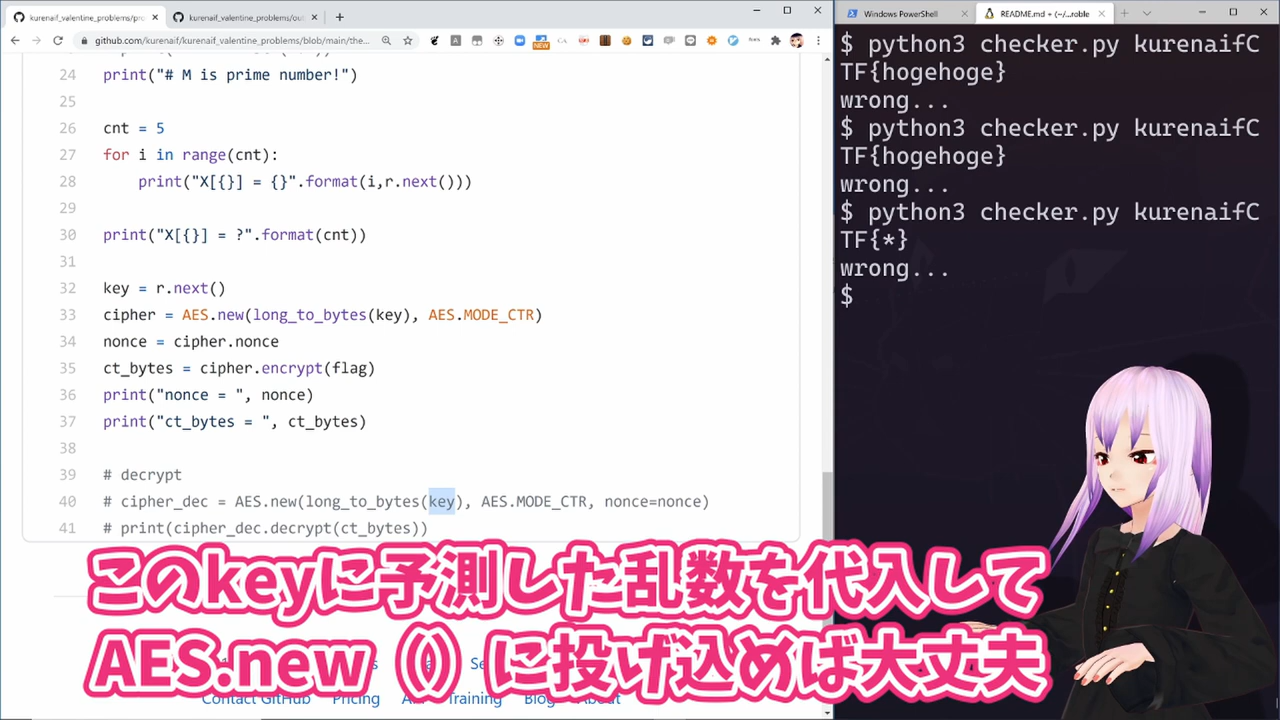 kurenaif_valentine_problems/pro
kurenaif_valentine_problems/out
github.com/kurenaif/kurenaif_valentine_problems/blob/main/the...
24 print("# M is prime number!")
25
26 cnt = 5
27 for i in range(cnt):
28 print("X[{}] = {}".format(i,r.next()))
29
30 print("X[{}] = ?".format(cnt))
31
32 key = r.next()
33 cipher = AES.new(long_to_bytes(key), AES.MODE_CTR)
34 nonce = cipher.nonce
35 ct_bytes = cipher.encrypt(flag)
36 print("nonce = ", nonce)
37 print("ct_bytes = ", ct_bytes)
38
39 # decrypt
40 # cipher_dec = AES.new(long_to_bytes(key), AES.MODE_CTR, nonce=nonce)
41 # print(cipher_dec.decrypt(ct_bytes))
Contact GitHub Pricing Training Blog About
Windows PowerShell
README.md + (~/...roble
$ python3 checker.py kurenaifC
TF{hogehoge}
wrong...
$ python3 checker.py kurenaifC
TF{hogehoge}
wrong...
$ python3 checker.py kurenaifC
TF{*}
wrong...
$
このkeyに予測した乱数を代入して
AES.new（）に投げ込めば大丈夫